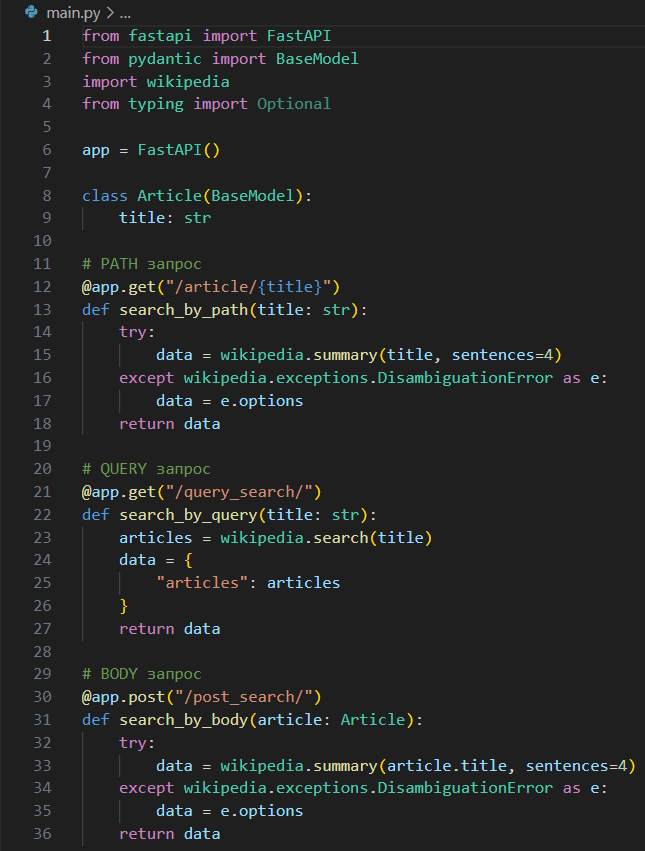 main.py > ...
1 from fastapi import FastAPI
2 from pydantic import BaseModel
3 import wikipedia
4 from typing import Optional
5
6 app = FastAPI()
7
8 class Article(BaseModel):
9     title: str
10
11 # PATH запрос
12 @app.get("/article/{title}")
13 def search_by_path(title: str):
14     try:
15         data = wikipedia.summary(title, sentences=4)
16     except wikipedia.exceptions.DisambiguationError as e:
17         data = e.options
18     return data
19
20 # QUERY запрос
21 @app.get("/query_search/")
22 def search_by_query(title: str):
23     articles = wikipedia.search(title)
24     data = {
25         "articles": articles
26     }
27     return data
28
29 # BODY запрос
30 @app.post("/post_search/")
31 def search_by_body(article: Article):
32     try:
33         data = wikipedia.summary(article.title, sentences=4)
34     except wikipedia.exceptions.DisambiguationError as e:
35         data = e.options
36     return data